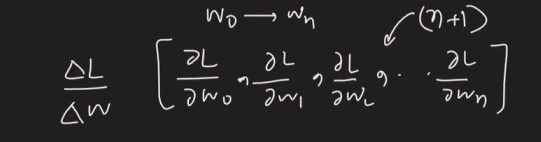 w₀ → wₙ (n+1)
ΔL/Δw [∂L/∂w₀, ∂L/∂w₁, ∂L/∂w₂, . . ∂L/∂wₙ]